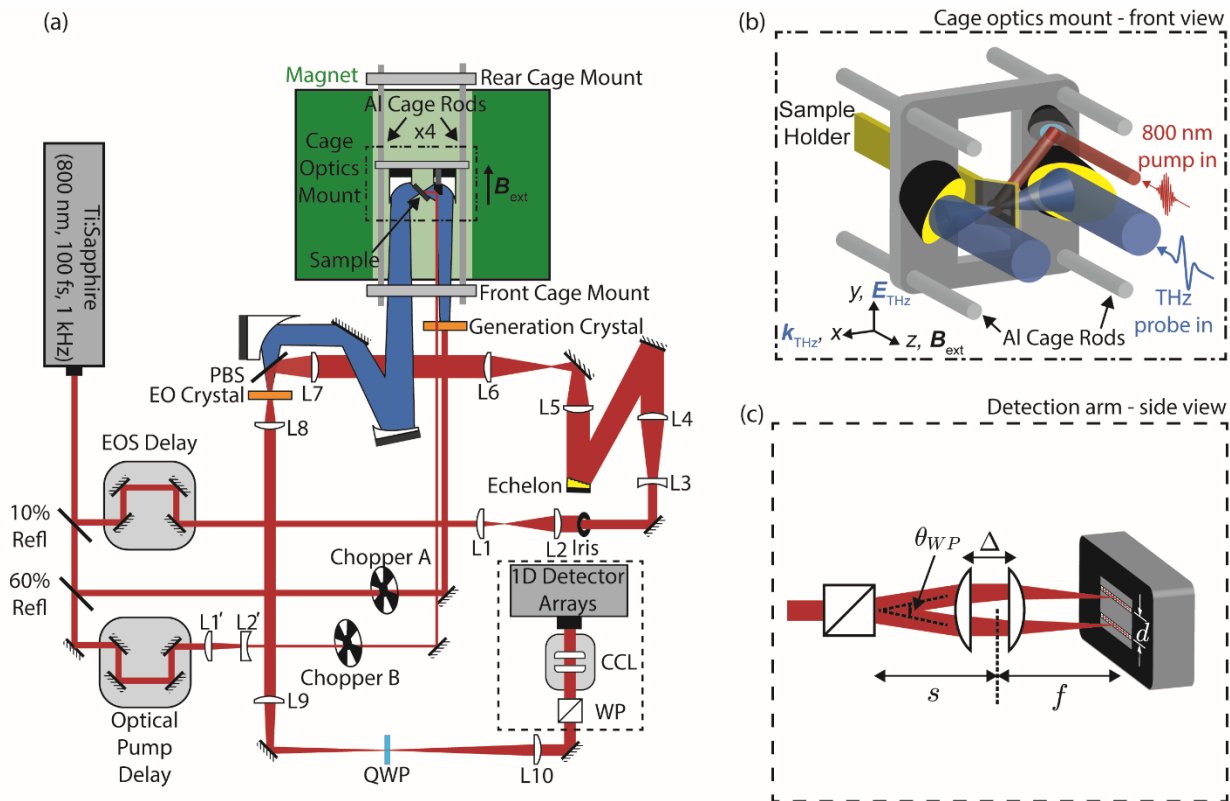 (a)
Magnet
Rear Cage Mount
Al Cage Rods
x4
Cage
Optics
Mount
B_ext
Sample
Front Cage Mount
Generation Crystal
Ti:Sapphire
(800 nm, 100 fs, 1 kHz)
PBS
EO Crystal
L7
L6
L5
L4
L8
EOS Delay
Echelon
L3
10%
Refl
L1
L2
Iris
Chopper A
60%
Refl
1D Detector
Arrays
L1'
L2'
Chopper B
CCL
L9
WP
Optical
Pump
Delay
QWP
L10
(b)
Cage optics mount - front view
Sample
Holder
800 nm
pump in
y, E_THz
k_THz, x
z, B_ext
THz
probe in
Al Cage Rods
(c)
Detection arm - side view
θ_WP
Δ
d
s
f